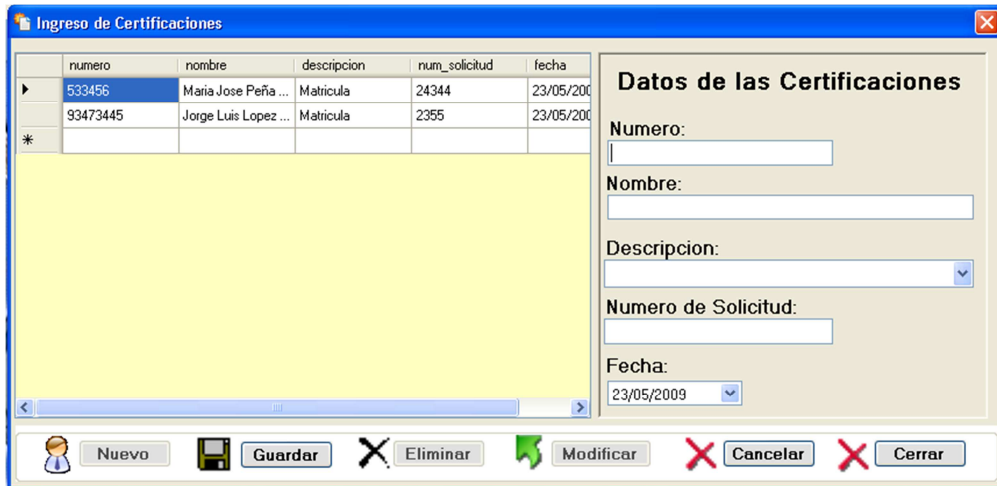 Ingreso de Certificaciones
numero nombre descripcion num_solicitud fecha
533456 Maria Jose Peña ... Matricula 24344 23/05/200
93473445 Jorge Luis Lopez ... Matricula 2355 23/05/200
Datos de las Certificaciones
Numero:
Nombre:
Descripcion:
Numero de Solicitud:
Fecha:
23/05/2009
Nuevo Guardar Eliminar Modificar Cancelar Cerrar